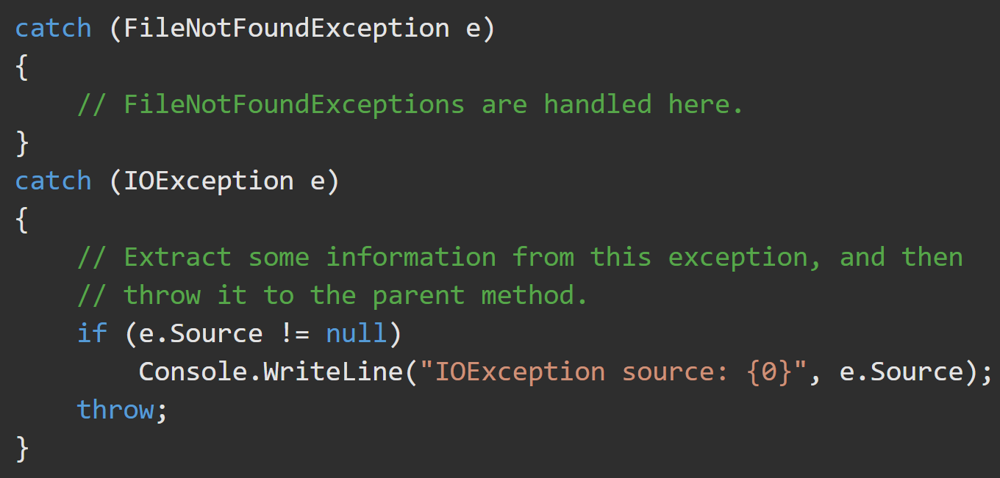 catch (FileNotFoundException e)
{
    // FileNotFoundExceptions are handled here.
}
catch (IOException e)
{
    // Extract some information from this exception, and then
    // throw it to the parent method.
    if (e.Source != null)
        Console.WriteLine("IOException source: {0}", e.Source);
    throw;
}